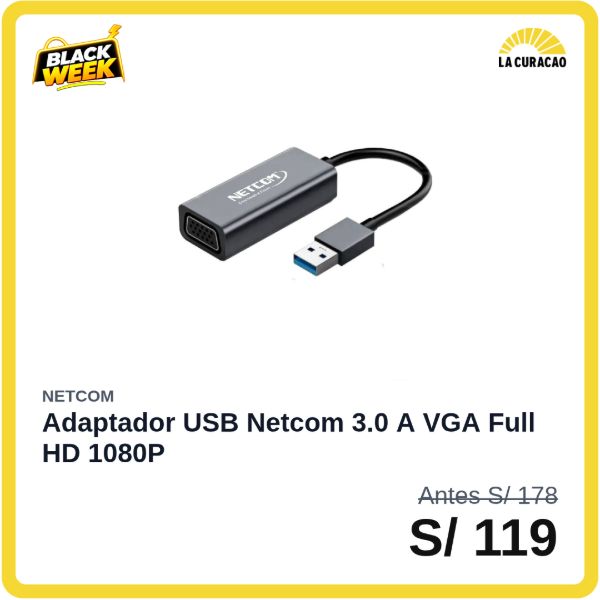 BLACK
WEEK
LA CURACAO
NETCOM
NETCOM
Adaptador USB Netcom 3.0 A VGA Full
HD 1080P
Antes S/ 178
S/ 119